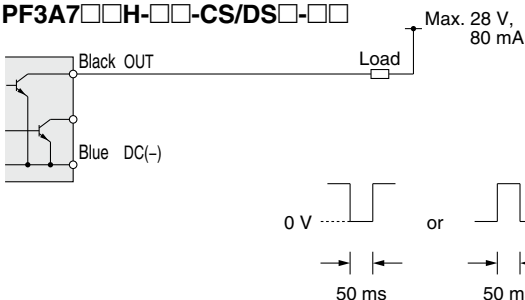 PF3A7□□H-□□-CS/DS□-□□
Max. 28 V,
80 mA
Black OUT
Load
Blue DC(−)
0 V
or
50 ms
50 m